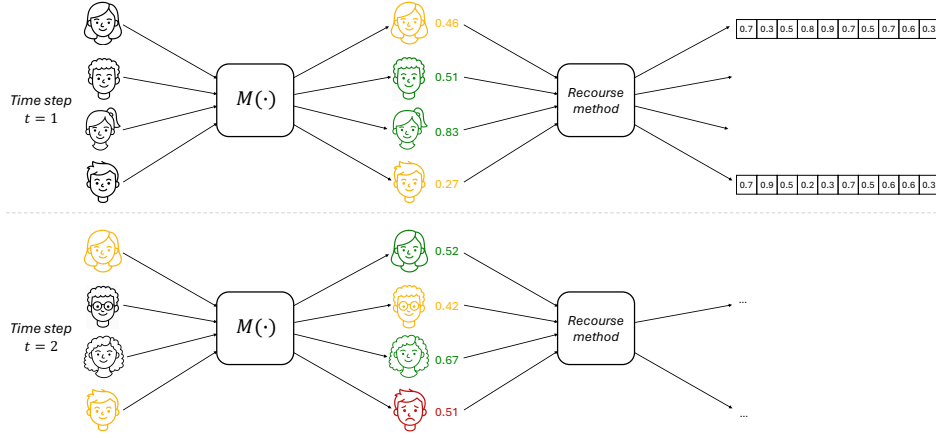 0.46
0.7 0.3 0.5 0.8 0.9 0.7 0.5 0.7 0.6 0.3
0.51
Time step
t = 1
M(·)
Recourse
method
0.83
0.27
0.7 0.9 0.5 0.2 0.3 0.7 0.5 0.6 0.6 0.3
0.52
0.42
...
Time step
t = 2
M(·)
Recourse
method
0.67
0.51
...